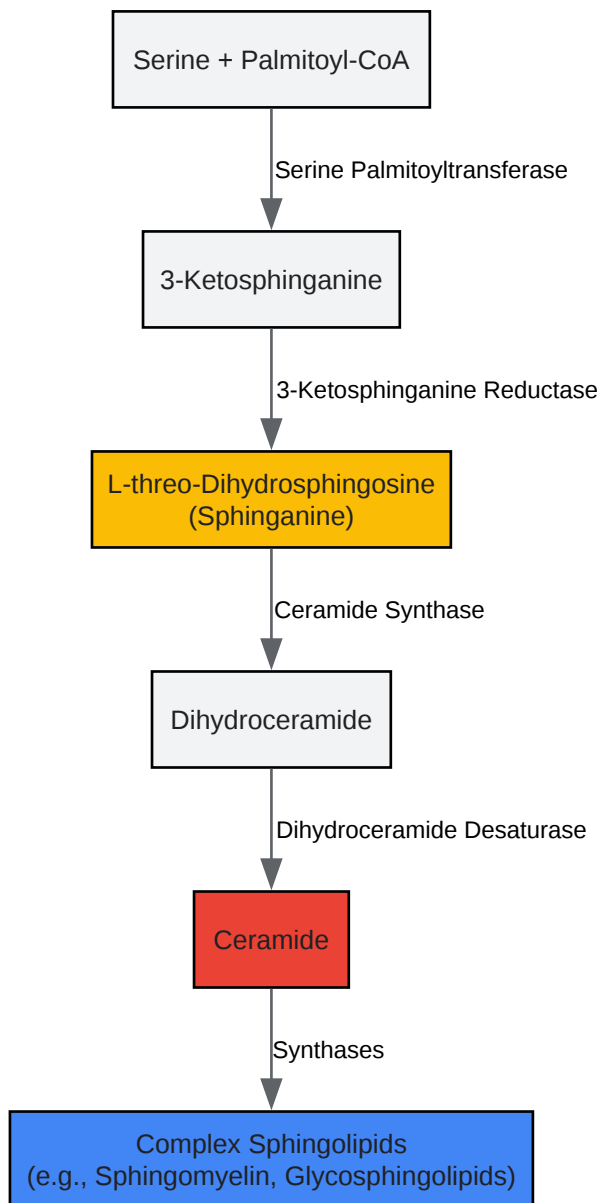 Serine + Palmitoyl-CoA
Serine Palmitoyltransferase
3-Ketosphinganine
3-Ketosphinganine Reductase
L-threo-Dihydrosphingosine
(Sphinganine)
Ceramide Synthase
Dihydroceramide
Dihydroceramide Desaturase
Ceramide
Synthases
Complex Sphingolipids
(e.g., Sphingomyelin, Glycosphingolipids)